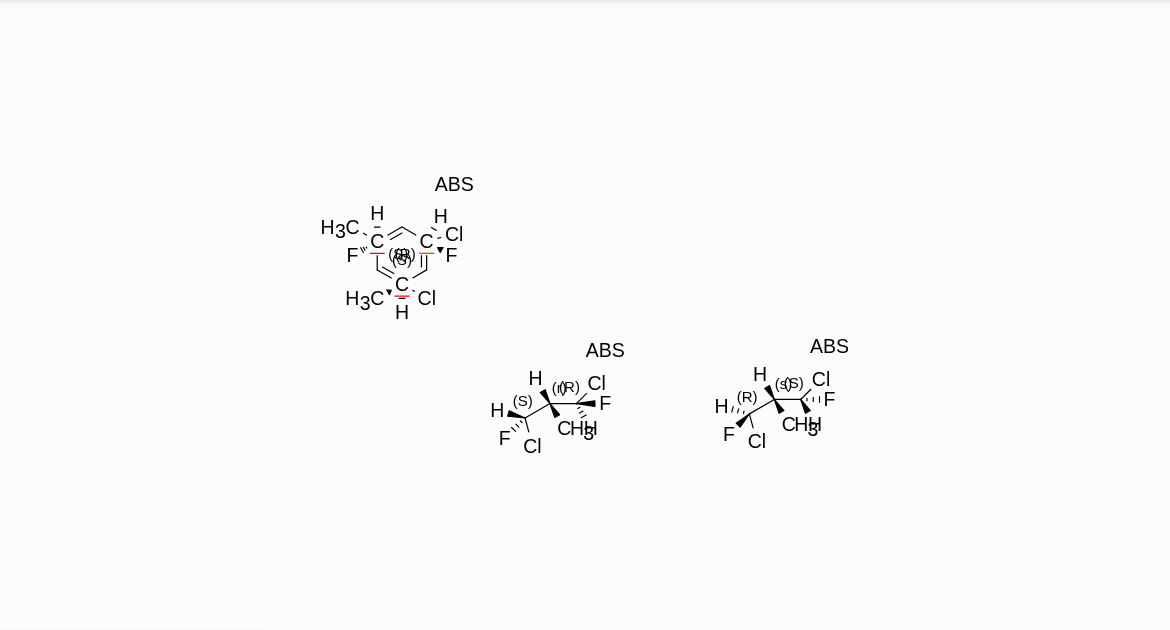 ABS
H H
H3C C C Cl
F (S) F
C
H3C Cl
H
ABS ABS
H (r) (R) Cl H (s) (S) Cl
(S) F (R) F
H H
F CH3 H F CH3 H
Cl Cl